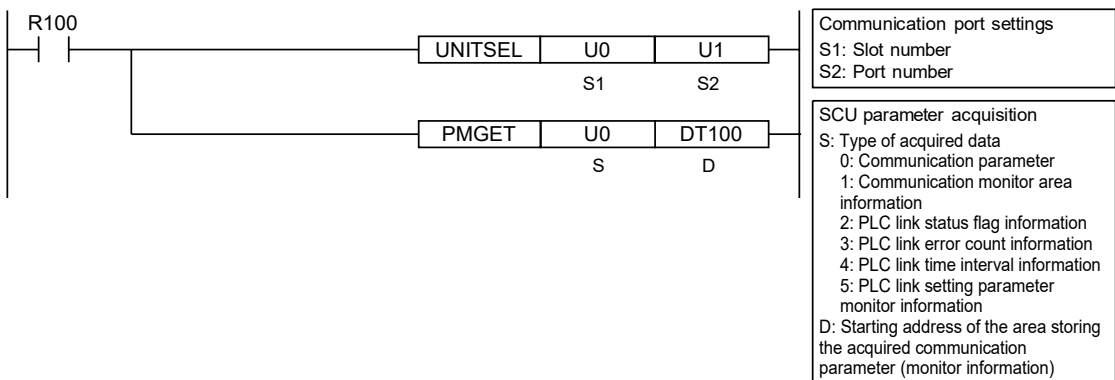 R100
UNITSEL U0 U1
S1 S2
PMGET U0 DT100
S D
Communication port settings
S1: Slot number
S2: Port number
SCU parameter acquisition
S: Type of acquired data
0: Communication parameter
1: Communication monitor area
information
2: PLC link status flag information
3: PLC link error count information
4: PLC link time interval information
5: PLC link setting parameter
monitor information
D: Starting address of the area storing
the acquired communication
parameter (monitor information)